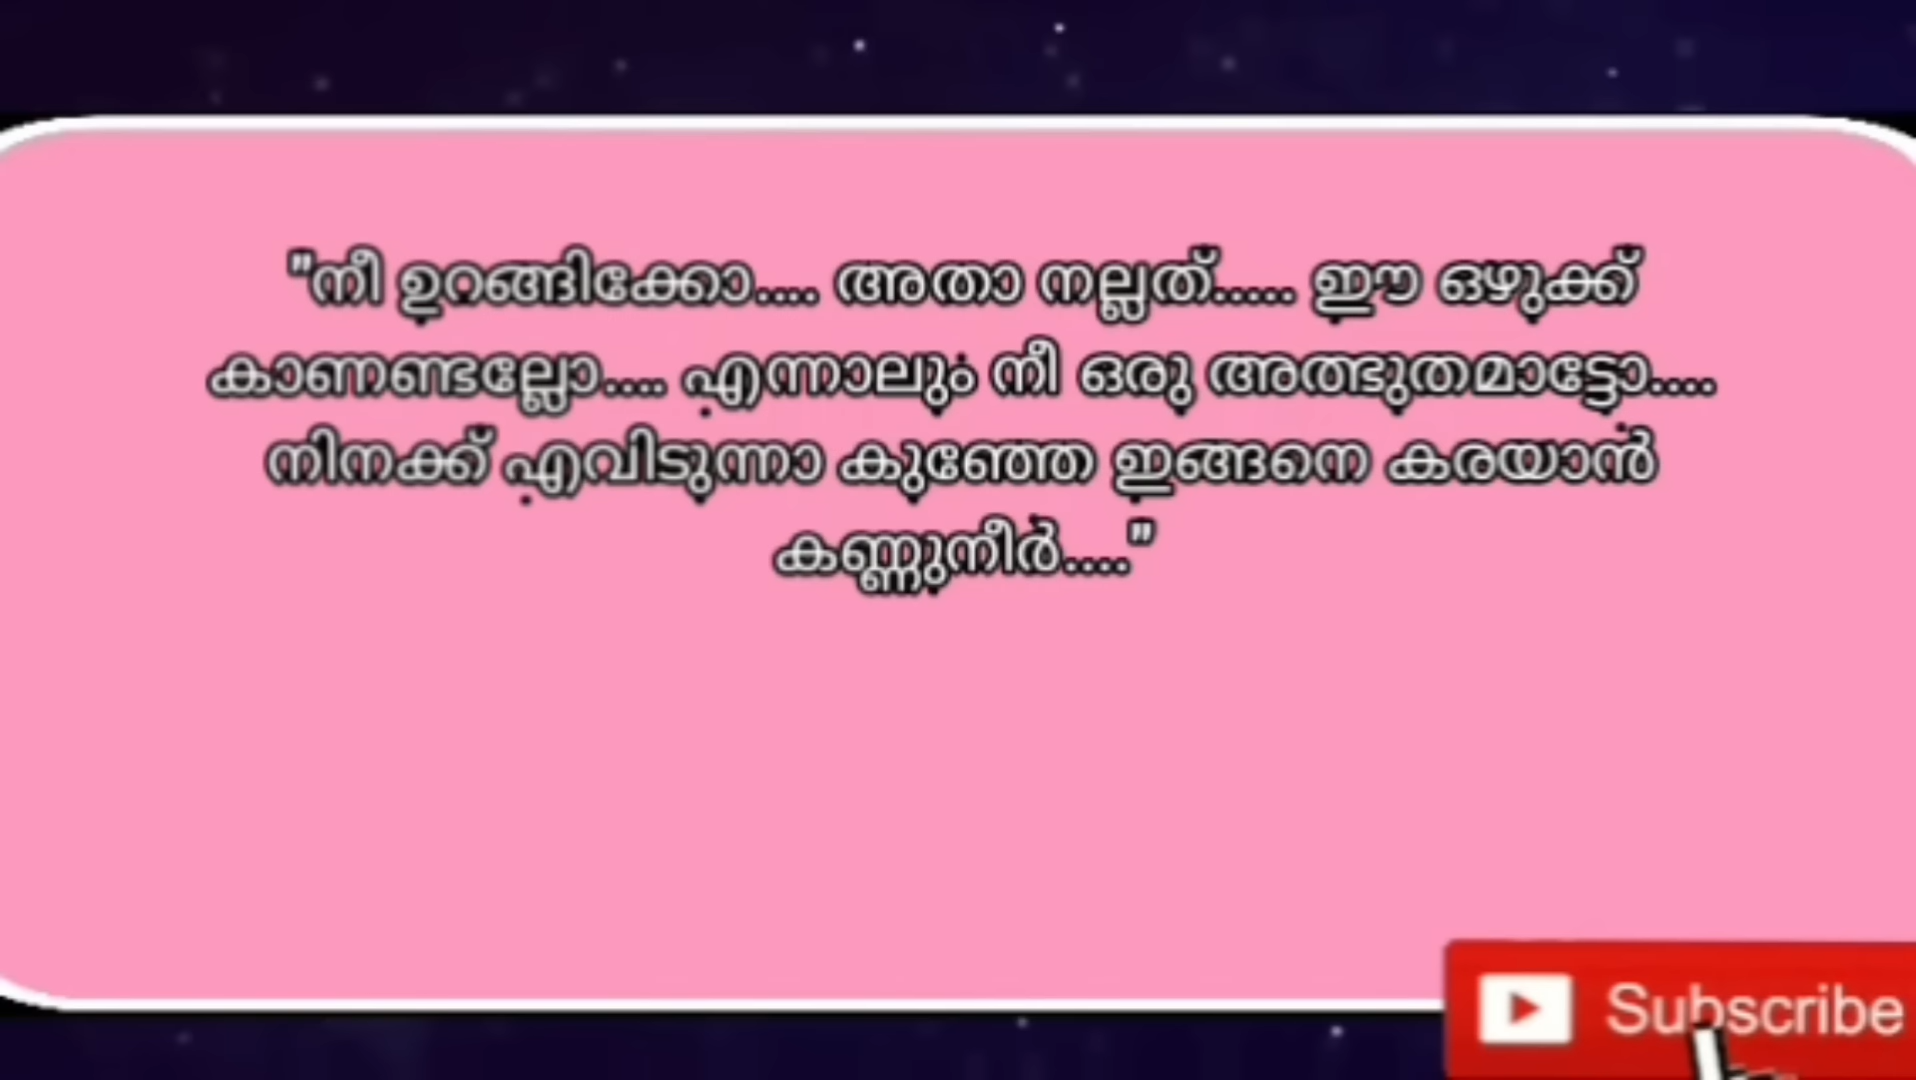 "നീ ഉറങ്ങിക്കോ.... അതാ നല്ലത്..... ഈ ഒഴുക്ക്
കാണണ്ടല്ലോ.... എന്നാലും നീ ഒരു അത്ഭുതമാട്ടോ....
നിനക്ക് എവിടുന്നാ കുഞ്ഞേ ഇങ്ങനെ കരയാൻ
കണ്ണുനീർ...."
Subscribe